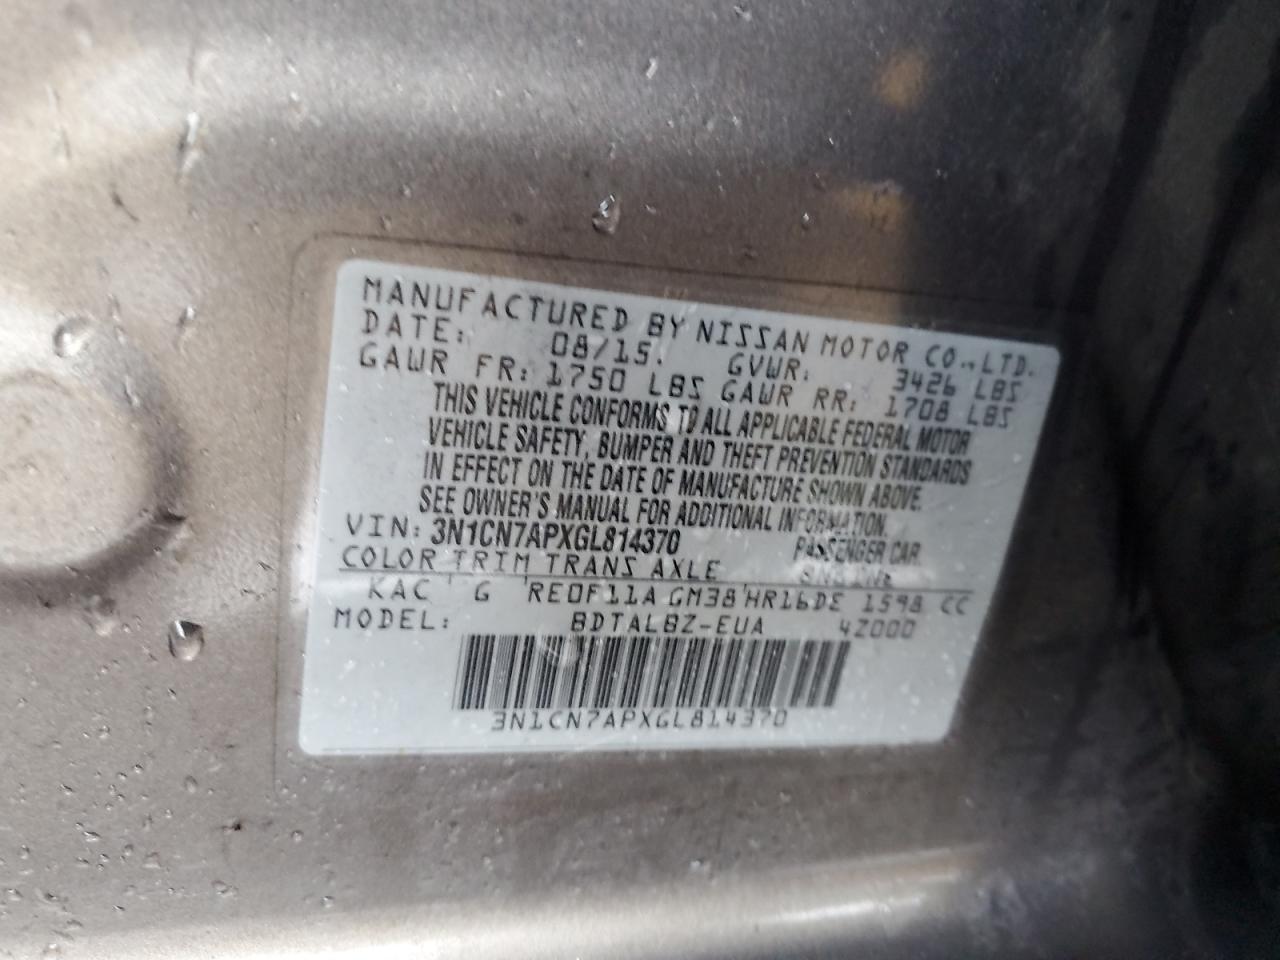 MANUFACTURED BY NISSAN MOTOR CO.,LTD.
DATE: 08/15. GVWR: 3426 LBS
GAWR FR: 1750 LBS GAWR RR: 1708 LBS
THIS VEHICLE CONFORMS TO ALL APPLICABLE FEDERAL MOTOR
VEHICLE SAFETY, BUMPER AND THEFT PREVENTION STANDARDS
IN EFFECT ON THE DATE OF MANUFACTURE SHOWN ABOVE.
SEE OWNER'S MANUAL FOR ADDITIONAL INFORMATION.
VIN: 3N1CN7APXGL814370 PASSENGER CAR
COLOR TRIM TRANS AXLE
KAC G RE0F11A GM38 HR16DE 1598 CC
MODEL: BDTALBZ-EUA 4Z000
3N1CN7APXGL814370